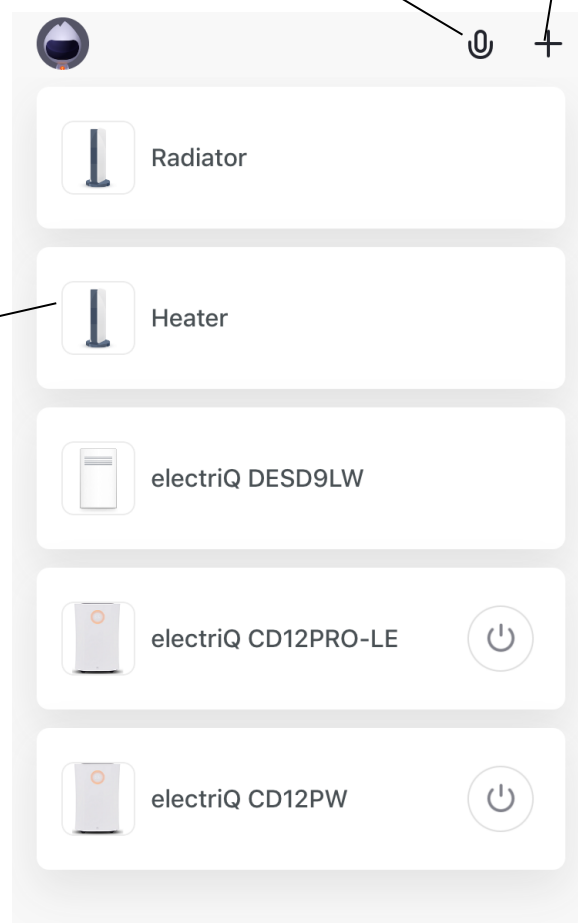 Radiator
Heater
electriQ DESD9LW
electriQ CD12PRO-LE
electriQ CD12PW